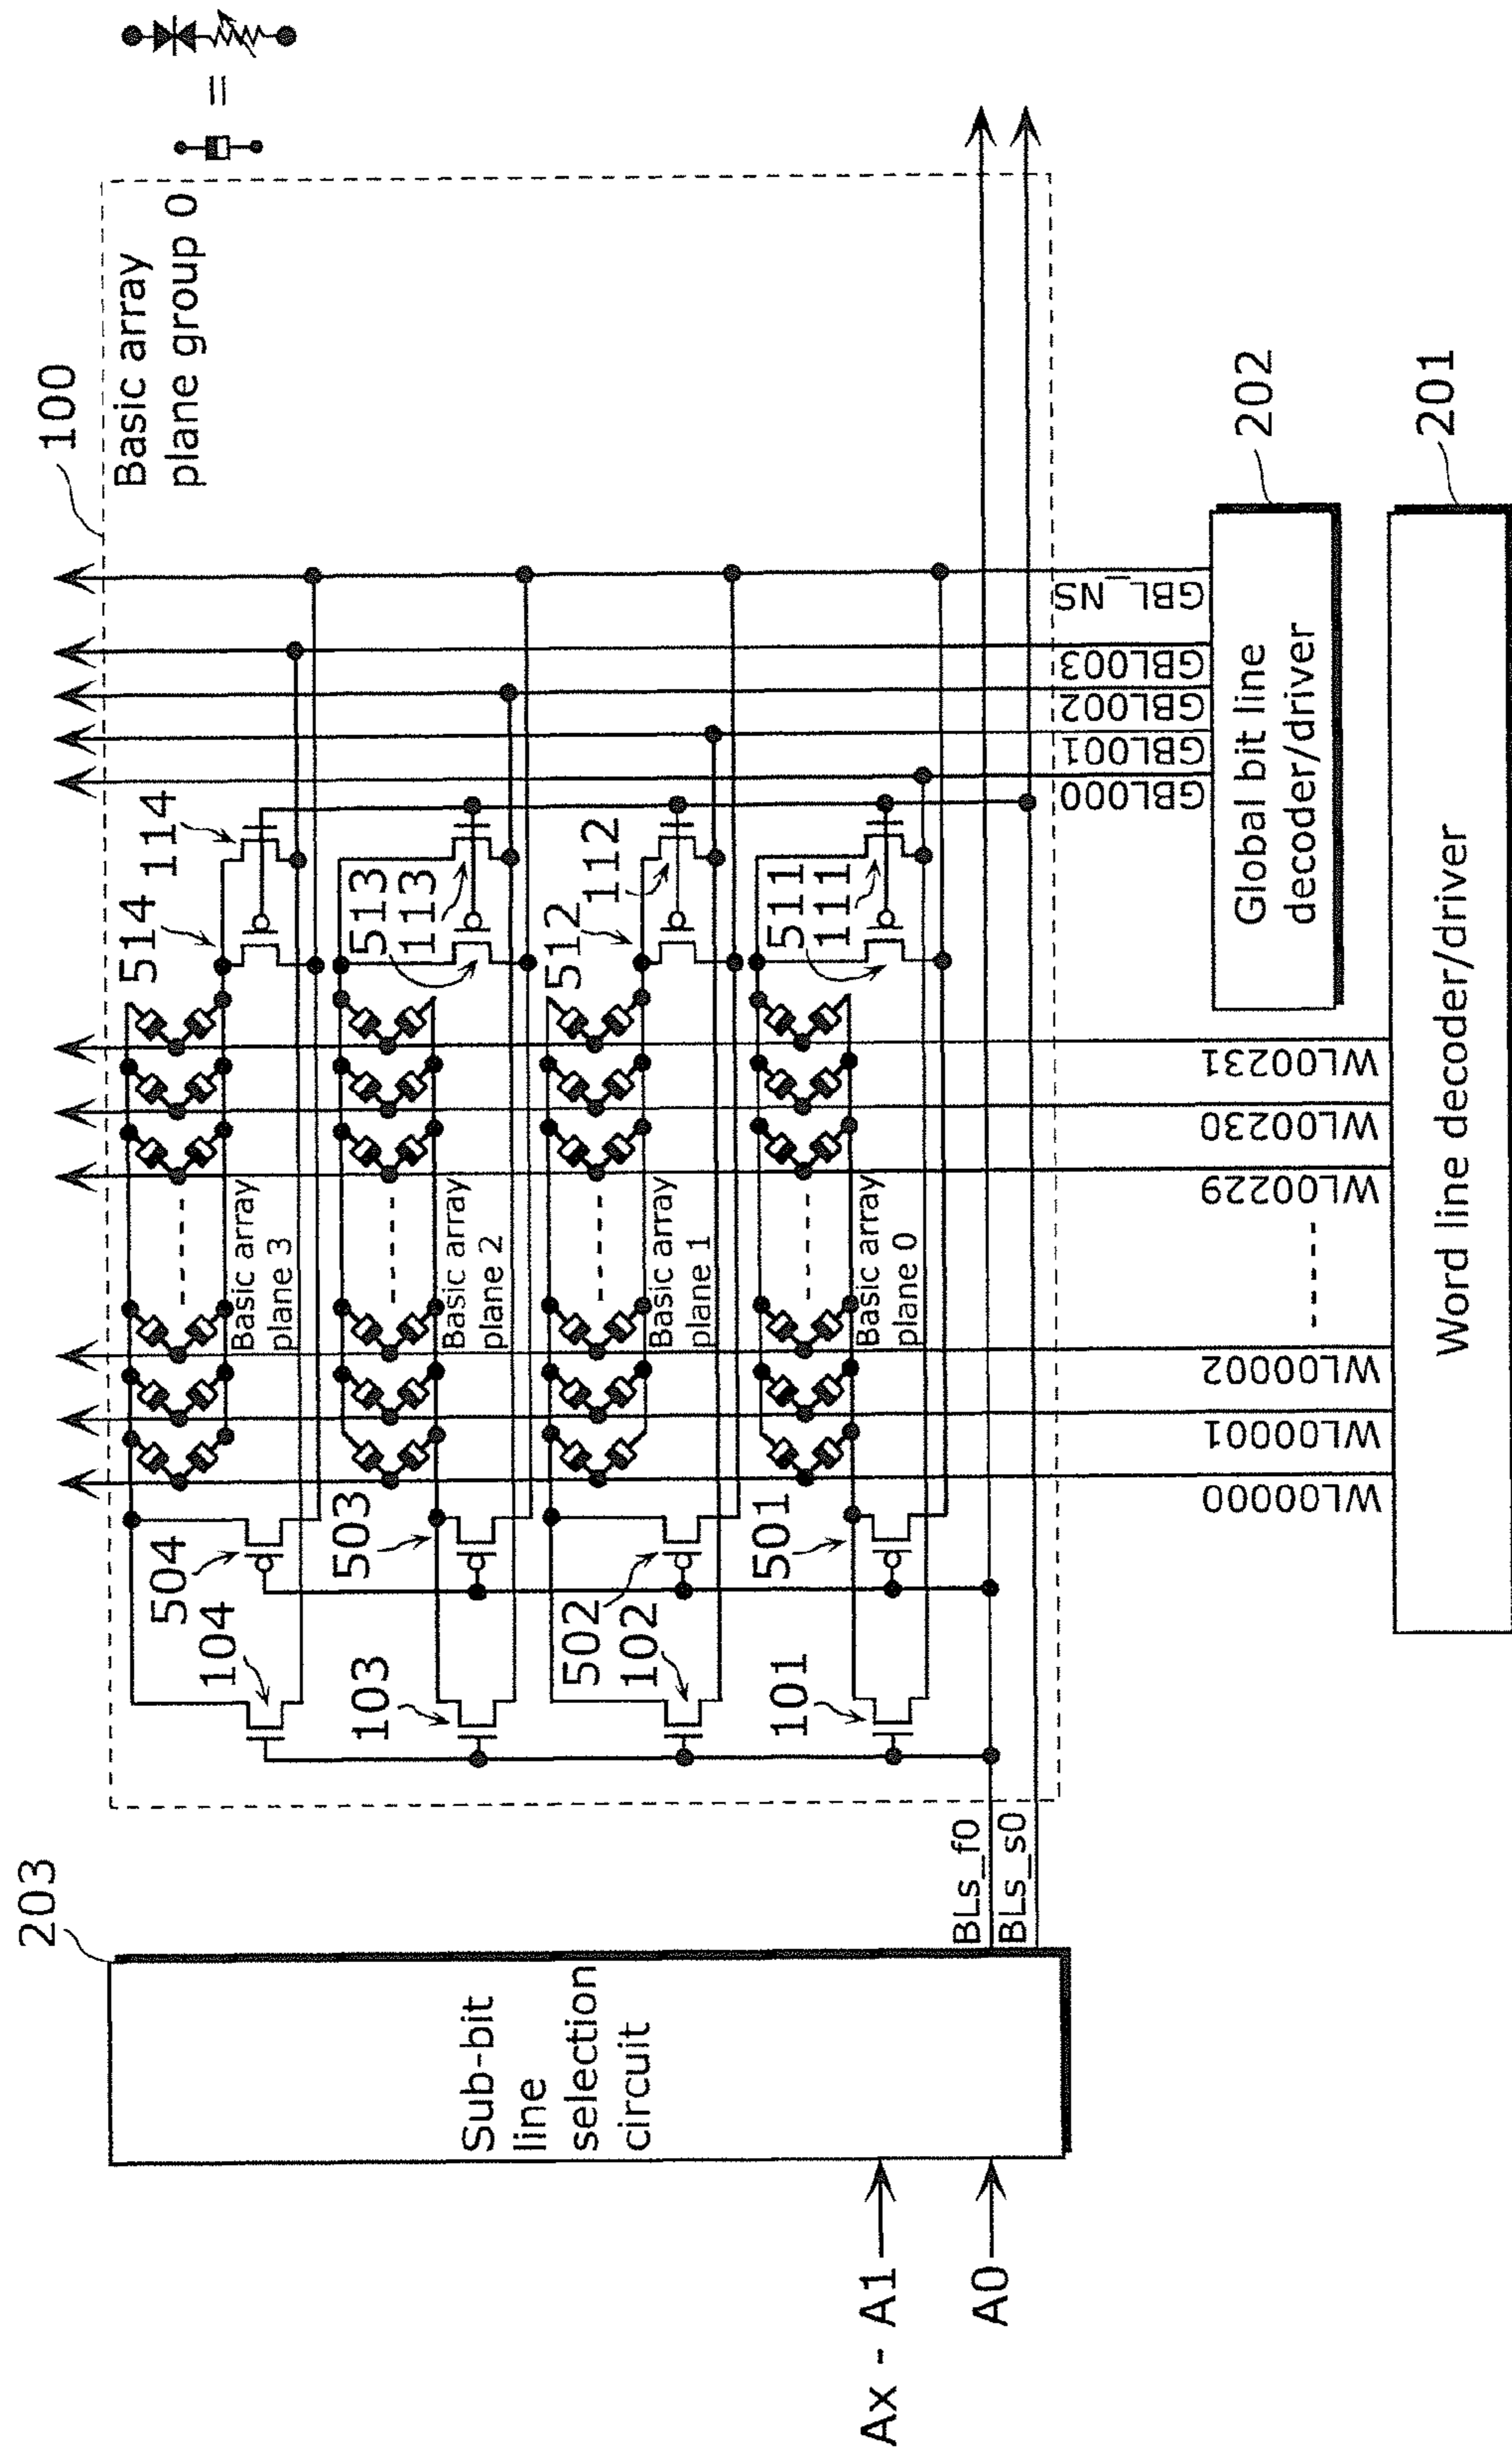 100
Basic array
plane group 0
=
514
114
504
104
Basic array
plane 3
513
113
503
103
Basic array
plane 2
512
112
502
102
Basic array
plane 1
511
111
501
101
Basic array
plane 0
203
Sub-bit
line
selection
circuit
BLs_f0
BLs_s0
Ax - A1
A0
WL00000
WL00001
WL00002
WL00229
WL00230
WL00231
GBL000
GBL001
GBL002
GBL003
GBL_NS
Global bit line
decoder/driver
202
Word line decoder/driver
201